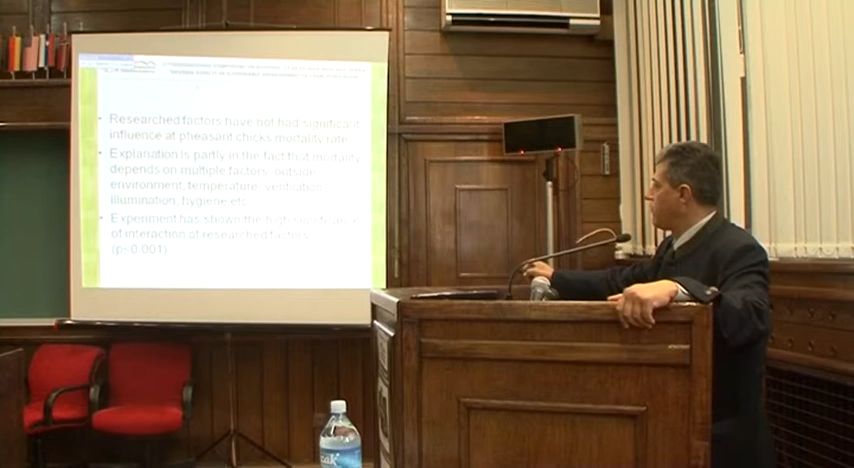 • Researched factors have not had significant
influence at pheasant chicks mortality rate
• Explanation is partly in the fact that mortality
depends on multiple factors: outside
environment, temperature, ventilation,
illumination, hygiene etc.
• Experiment has shown the high significance
of interaction of researched factors
(p<0.001)